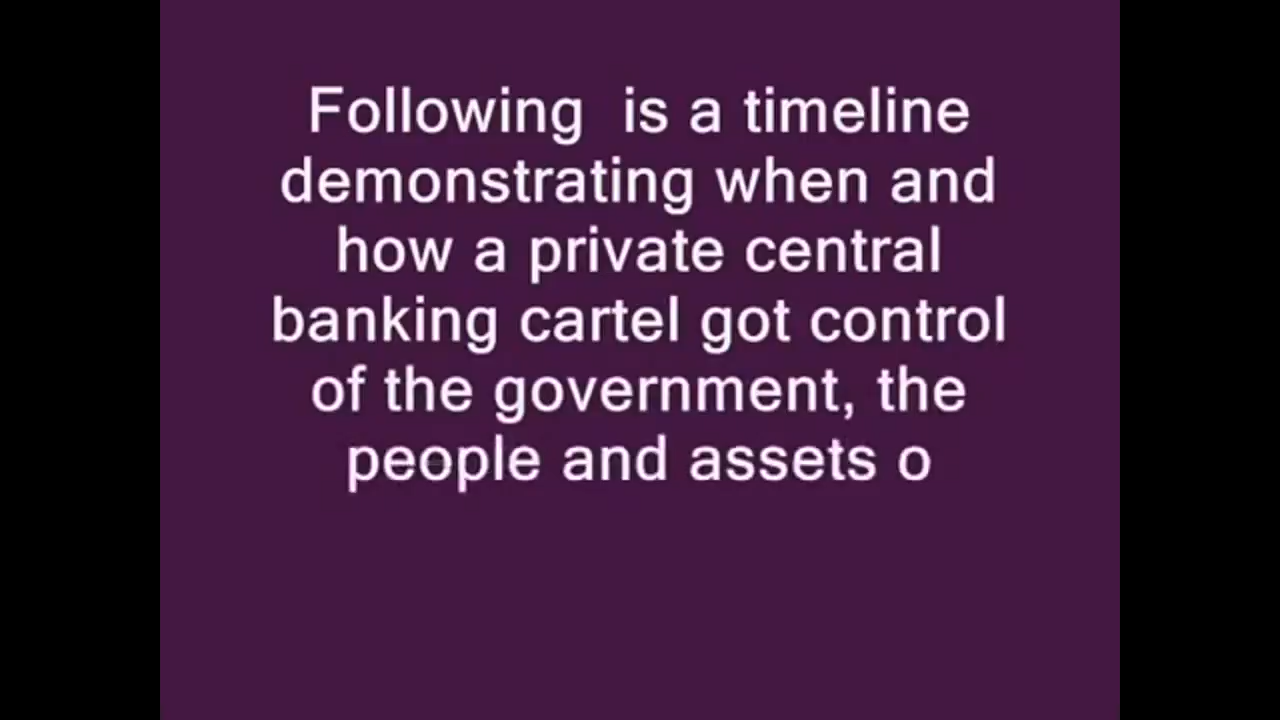 Following  is a timeline
demonstrating when and
how a private central
banking cartel got control
of the government, the
people and assets o